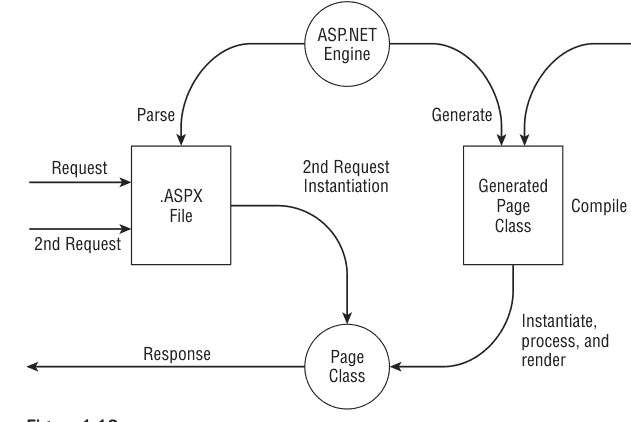 ASP.NET
Engine
Parse
Generate
Request
2nd Request
Instantiation
.ASPX
File
Generated
Page
Class
Compile
2nd Request
Instantiate,
process, and
render
Response
Page
Class